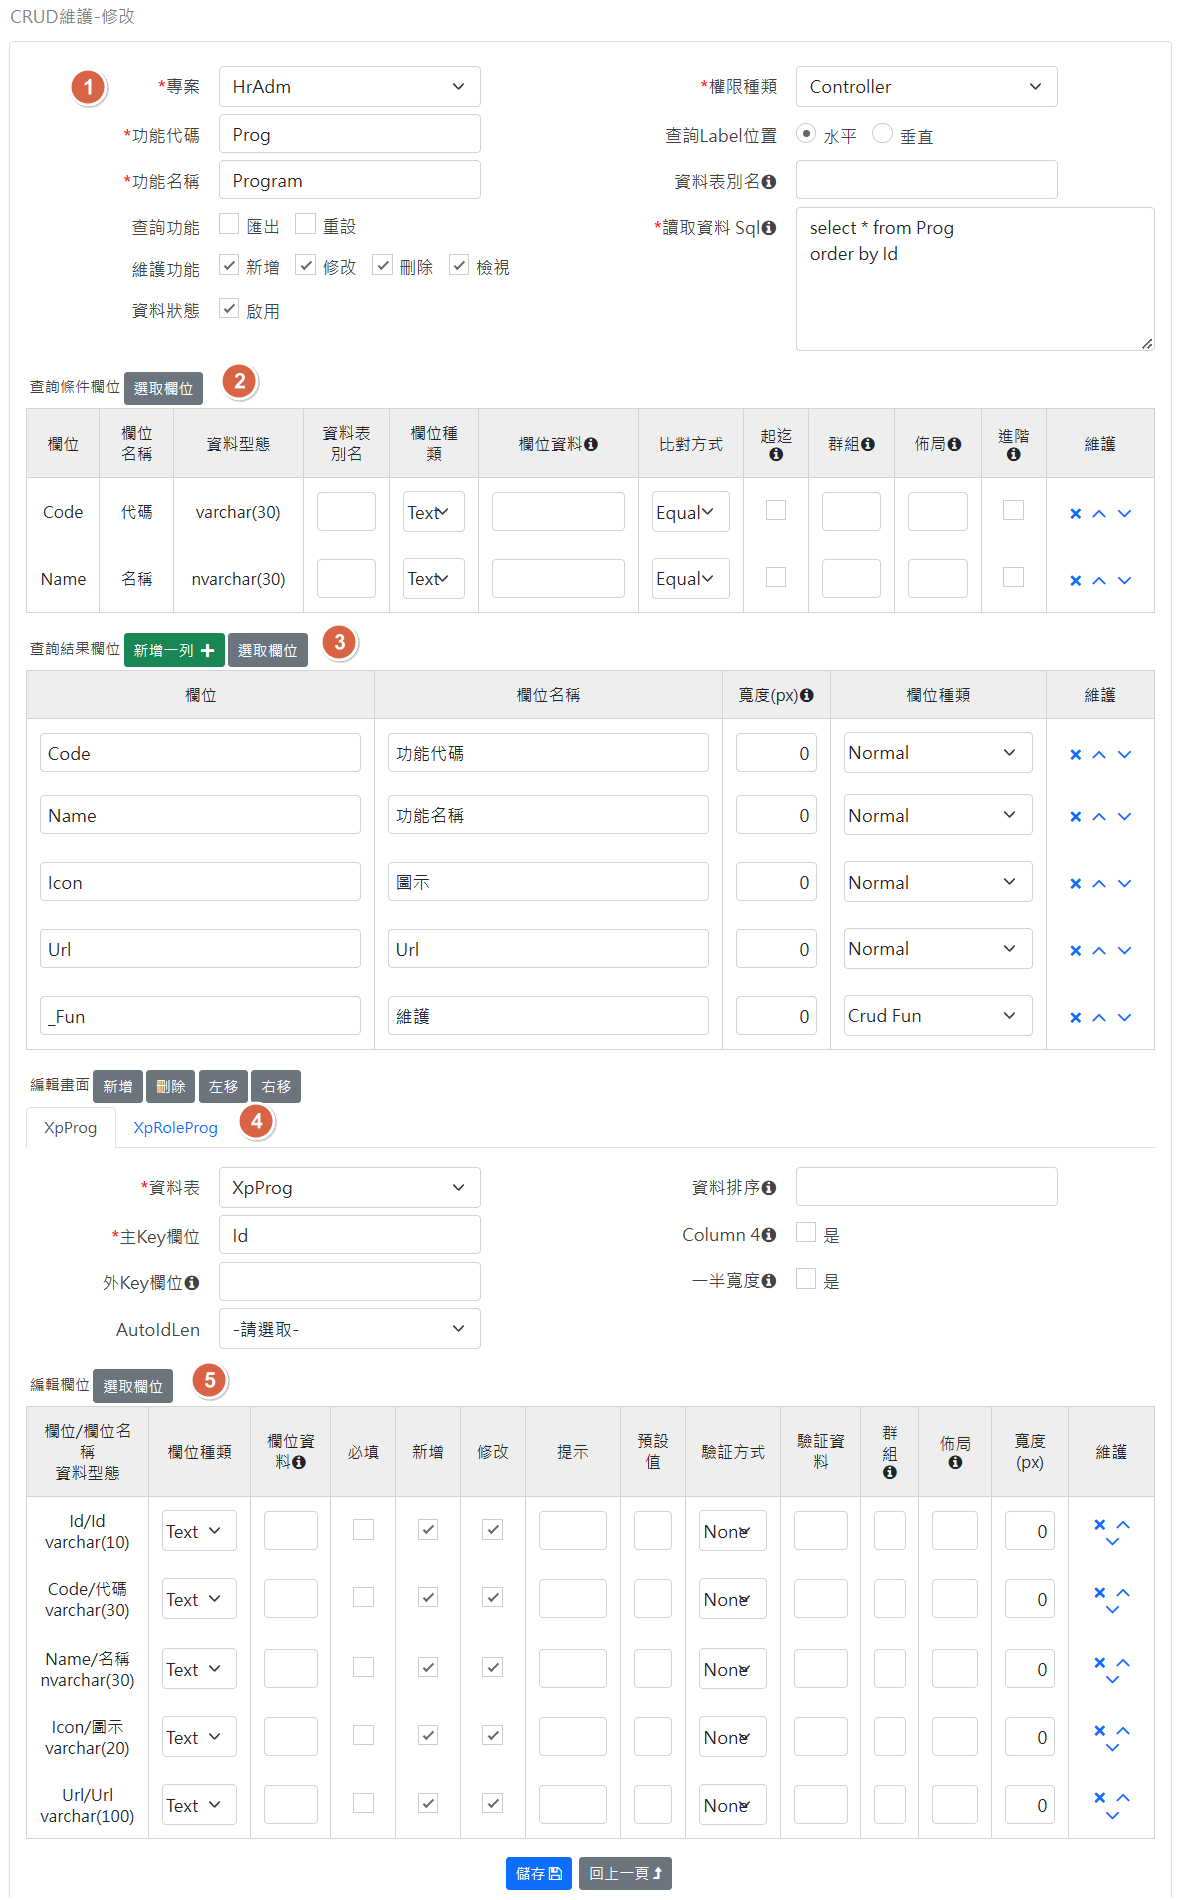 CRUD維護-修改
1
*專案 HrAdm *權限種類 Controller
*功能代碼 Prog 查詢Label位置 水平 垂直
*功能名稱 Program 資料表別名
查詢功能 匯出 重設 *讀取資料 Sql select * from Prog
order by Id
維護功能 新增 修改 刪除 檢視
資料狀態 啟用
查詢條件欄位 選取欄位 2
欄位 欄位名稱 資料型態 資料表別名 欄位種類 欄位資料 比對方式 起迄 群組 佈局 進階 維護
Code 代碼 varchar(30) Text Equal
Name 名稱 nvarchar(30) Text Equal
查詢結果欄位 新增一列 選取欄位 3
欄位 欄位名稱 寬度(px) 欄位種類 維護
Code 功能代碼 0 Normal
Name 功能名稱 0 Normal
Icon 圖示 0 Normal
Url Url 0 Normal
_Fun 維護 0 Crud Fun
編輯畫面 新增 刪除 左移 右移
XpProg XpRoleProg 4
*資料表 XpProg 資料排序
*主Key欄位 Id Column 4 是
外Key欄位 一半寬度 是
AutoIdLen -請選取-
編輯欄位 選取欄位 5
欄位/欄位名稱 資料型態 欄位種類 欄位資料 必填 新增 修改 提示 預設值 驗証方式 驗証資料 群組 佈局 寬度(px) 維護
Id/Id
varchar(10) Text None 0
Code/代碼
varchar(30) Text None 0
Name/名稱
nvarchar(30) Text None 0
Icon/圖示
varchar(20) Text None 0
Url/Url
varchar(100) Text None 0
儲存 回上一頁